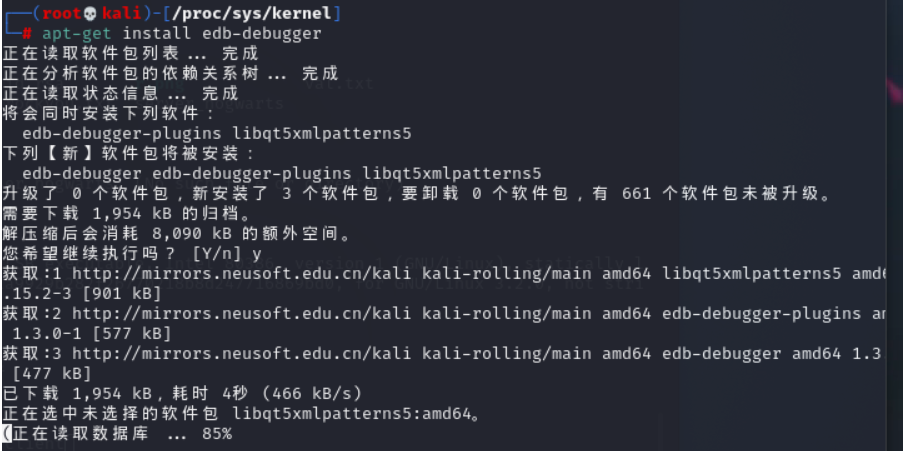 ┌──(root💀kali)-[/proc/sys/kernel]
└─# apt-get install edb-debugger
正在读取软件包列表... 完成
正在分析软件包的依赖关系树... 完成
正在读取状态信息... 完成
将会同时安装下列软件：
edb-debugger-plugins libqt5xmlpatterns5
下列【新】软件包将被安装：
edb-debugger edb-debugger-plugins libqt5xmlpatterns5
升级了 0 个软件包，新安装了 3 个软件包，要卸载 0 个软件包，有 661 个软件包未被升级。
需要下载 1,954 kB 的归档。
解压缩后会消耗 8,090 kB 的额外空间。
您希望继续执行吗？ [Y/n] y
获取:1 http://mirrors.neusoft.edu.cn/kali kali-rolling/main amd64 libqt5xmlpatterns5
.15.2-3 [901 kB]
获取:2 http://mirrors.neusoft.edu.cn/kali kali-rolling/main amd64 edb-debugger-plugins
1.3.0-1 [577 kB]
获取:3 http://mirrors.neusoft.edu.cn/kali kali-rolling/main amd64 edb-debugger amd64 1.3
[477 kB]
已下载 1,954 kB，耗时 4秒 (466 kB/s)
正在选中未选择的软件包 libqt5xmlpatterns5:amd64。
(正在读取数据库 ... 85%